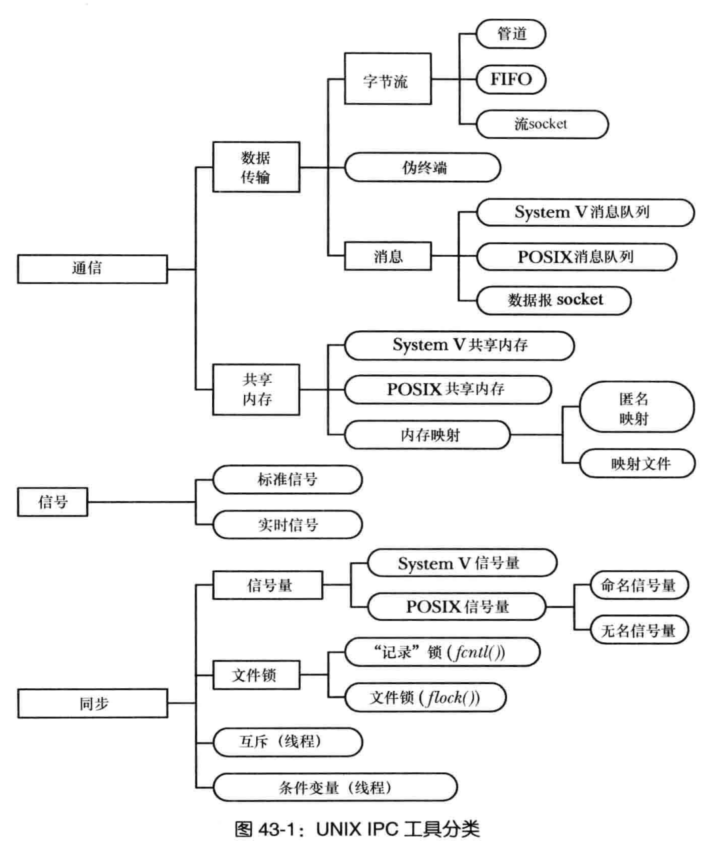 管道
字节流
FIFO
流socket
数据
传输
伪终端
System V消息队列
通信
消息
POSIX消息队列
数据报 socket
System V共享内存
共享
内存
POSIX共享内存
匿名
映射
内存映射
映射文件
标准信号
信号
实时信号
System V信号量
信号量
命名信号量
POSIX信号量
无名信号量
“记录”锁 (fcntl())
文件锁
同步
文件锁 (flock())
互斥（线程）
条件变量（线程）
图 43-1：UNIX IPC 工具分类